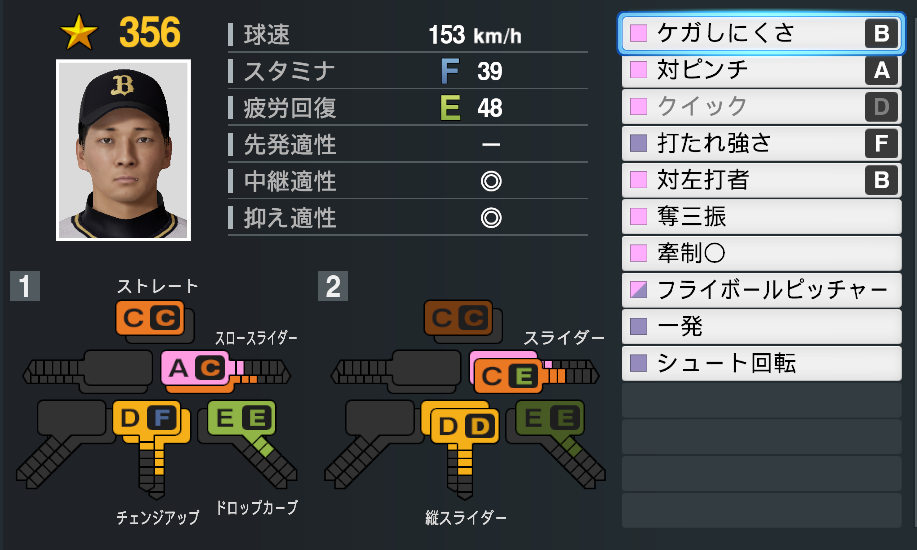 ★ 356
B
球速 153 km/h
スタミナ F 39
疲労回復 E 48
先発適性 ー
中継適性 ◎
抑え適性 ◎
ケガしにくさ B
対ピンチ A
クイック D
打たれ強さ F
対左打者 B
奪三振
牽制〇
フライボールピッチャー
一発
シュート回転
1
ストレート
C C
スロースライダー
A C
D F
E E
チェンジアップ
ドロップカーブ
2
C C
スライダー
C E
D D
E E
縦スライダー